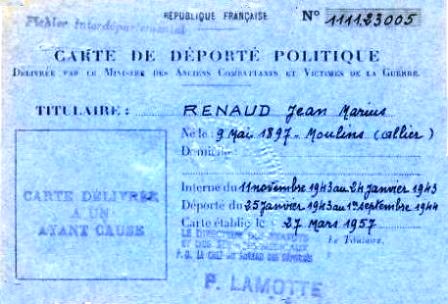 Fichier Interdépartemental
RÉPUBLIQUE FRANÇAISE
N° 1111.23005
CARTE DE DÉPORTÉ POLITIQUE
DÉLIVRÉE PAR LE MINISTRE DES ANCIENS COMBATTANTS ET VICTIMES DE LA GUERRE.
TITULAIRE : RENAUD Jean Marius
Né le : 9 Mai 1897 - Moulins (Allier)
Domicile :
Interné du 11 novembre 1943 au 24 janvier 1943
Déporté du 25 janvier 1943 au 1er septembre 1944
Carte établie le : 27 Mars 1957
CARTE DÉLIVRÉE
A UN
AYANT CAUSE
LE DIRECTEUR
Le Titulaire,
P. LAMOTTE